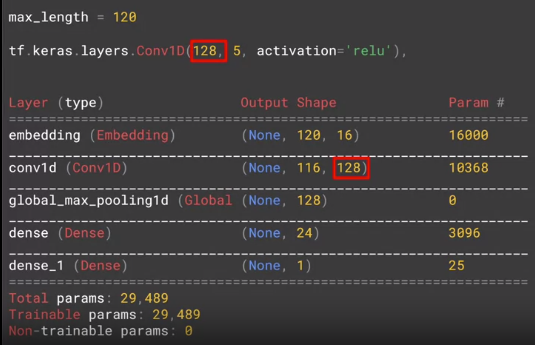 max_length = 120
tf.keras.layers.Conv1D(128, 5, activation='relu'),
Layer (type) Output Shape Param #
embedding (Embedding) (None, 120, 16) 16000
conv1d (Conv1D) (None, 116, 128) 10368
global_max_pooling1d (Global (None, 128) 0
dense (Dense) (None, 24) 3096
dense_1 (Dense) (None, 1) 25
Total params: 29,489
Trainable params: 29,489
Non-trainable params: 0